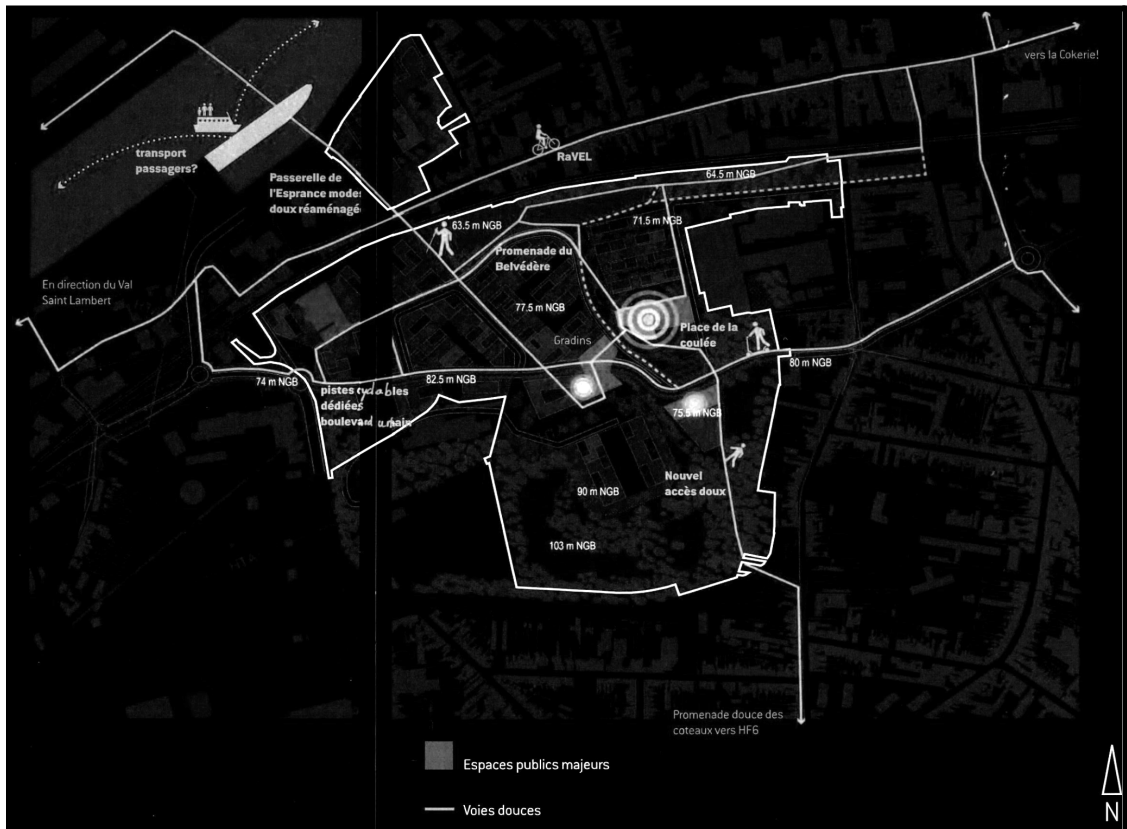 vers la Cokerie!
transport
passagers?
RaVEL
Passerelle de
l'Esprance modes
doux réaménagée
64.5 m NGB
63.5 m NGB
71.5m NGB
Promenade du
Belvédère
En direction du Val
Saint Lambert
77.5 m NGB
Place de la
coulée
Gradins
80 m NGB
74 m NGB
82.5 m NGB
pistes cyclables
dédiées
boulevard urbain
75.5 m NGB
Nouvel
accès doux
90 m NGB
103 m NGB
Promenade douce des
coteaux vers HF6
Espaces publics majeurs
Voies douces
N